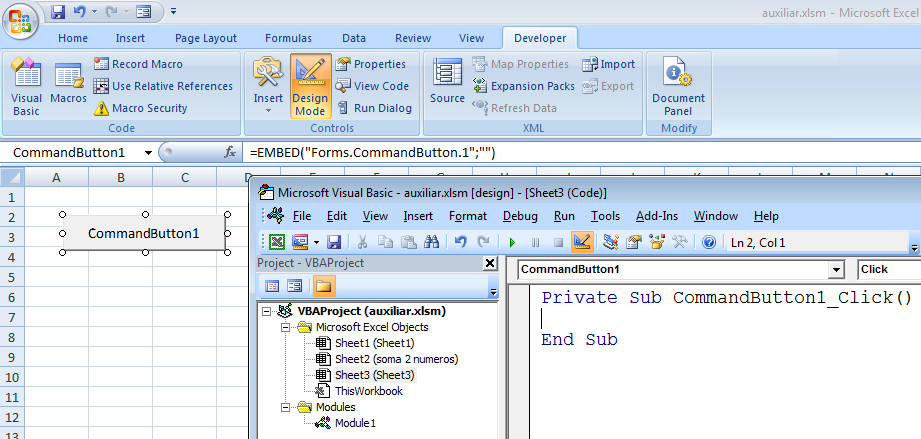 auxiliar.xlsm - Microsoft Excel
Home Insert Page Layout Formulas Data Review View Developer
Visual Basic
Macros
Record Macro
Use Relative References
Macro Security
Code
Insert
Design Mode
Properties
View Code
Run Dialog
Controls
Source
Map Properties
Expansion Packs
Refresh Data
Import
Export
XML
Document Panel
Modify
CommandButton1 fx =EMBED("Forms.CommandButton.1";"")
A B C D
1
2
3
4
5
6
7
8
9
10
11
12
13
CommandButton1
Microsoft Visual Basic - auxiliar.xlsm [design] - [Sheet3 (Code)]
File Edit View Insert Format Debug Run Tools Add-Ins Window Help
Ln 2, Col 1
Project - VBAProject
VBAProject (auxiliar.xlsm)
Microsoft Excel Objects
Sheet1 (Sheet1)
Sheet2 (soma 2 numeros)
Sheet3 (Sheet3)
ThisWorkbook
Modules
Module1
CommandButton1 Click
Private Sub CommandButton1_Click()
End Sub